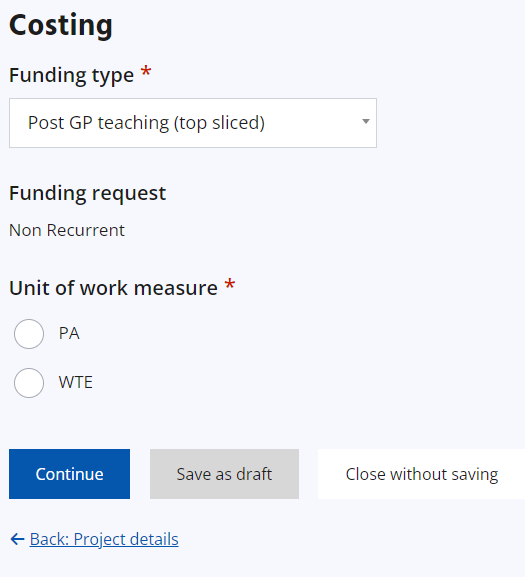 Costing
Funding type *
Post GP teaching (top sliced)
Funding request
Non Recurrent
Unit of work measure *
PA
WTE
Continue Save as draft Close without saving
← Back: Project details